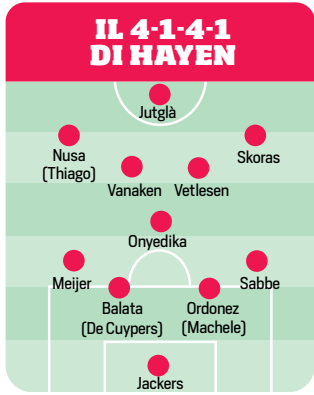 IL 4-1-4-1
DI HAYEN
Jutglà
Nusa
(Thiago)
Skoras
Vanaken
Vetlesen
Onyedika
Meijer
Sabbe
Balata
(De Cuypers)
Ordonez
(Machele)
Jackers